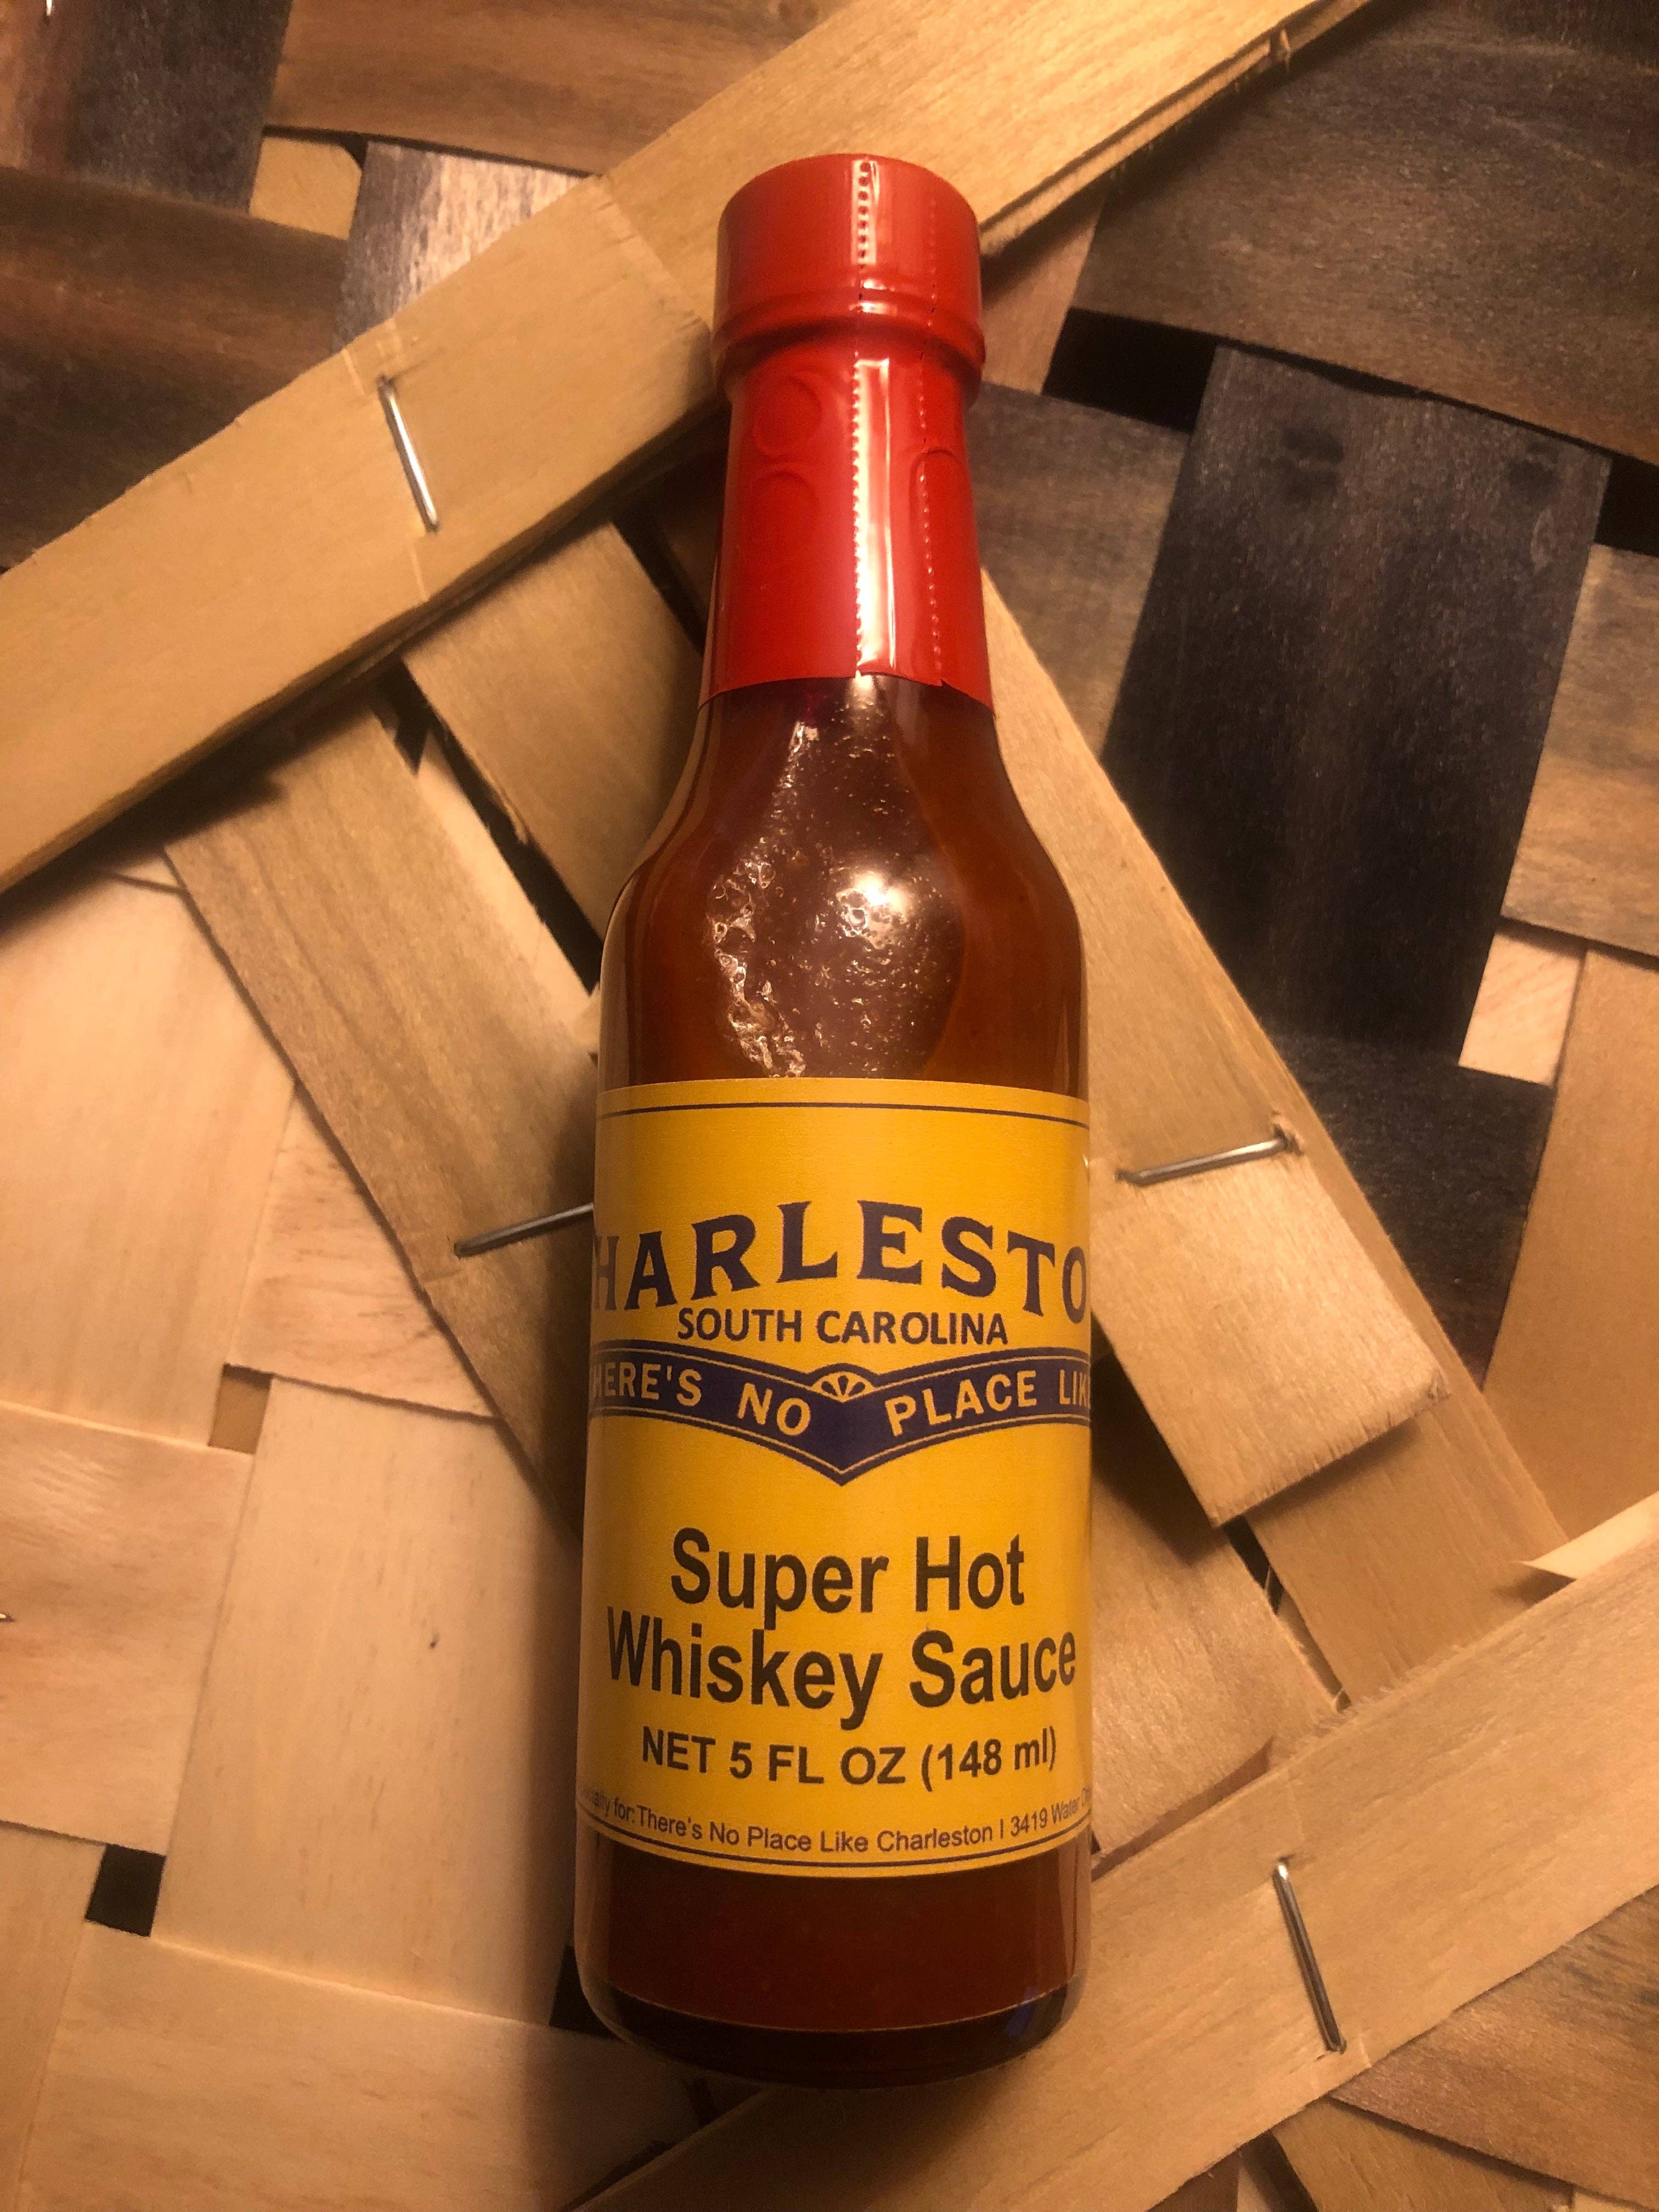 HARLESTO
SOUTH CAROLINA
HERE'S NO PLACE LIK
Super Hot
Whiskey Sauce
NET 5 FL OZ (148 ml)
for: There's No Place Like Charleston | 3419 Water